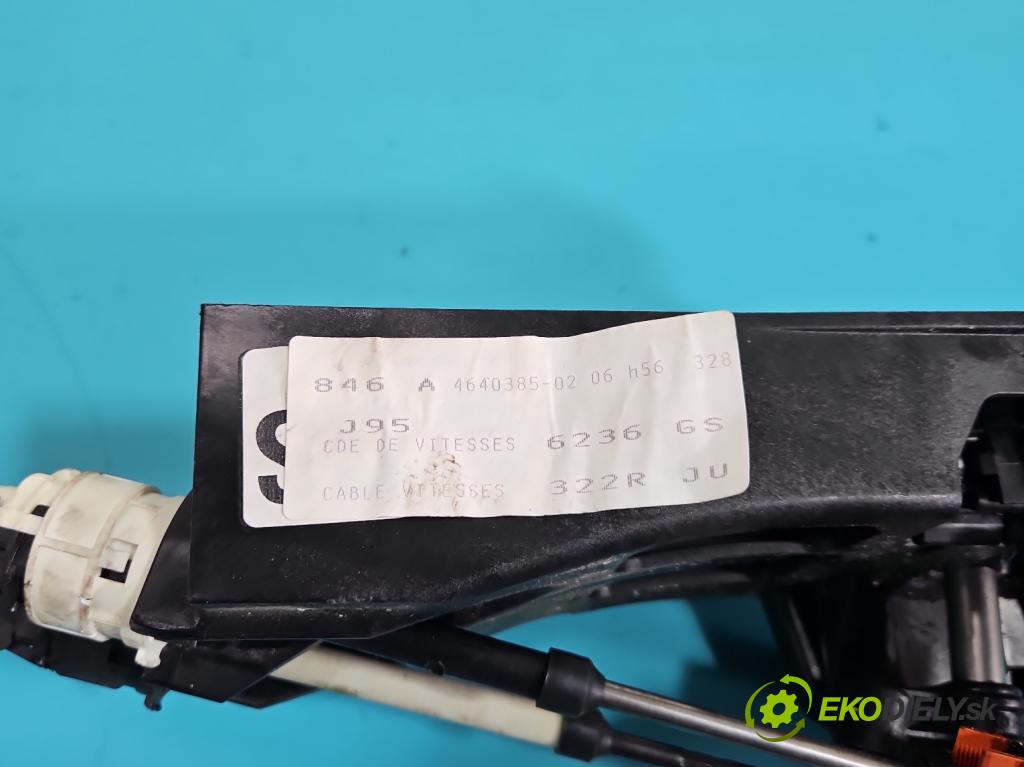 846 A 4640385-02 06 h56 328
J95
CDE DE VITESSES 6236 GS
CABLE VITESSES 322R JU
S
EKODIELY.sk